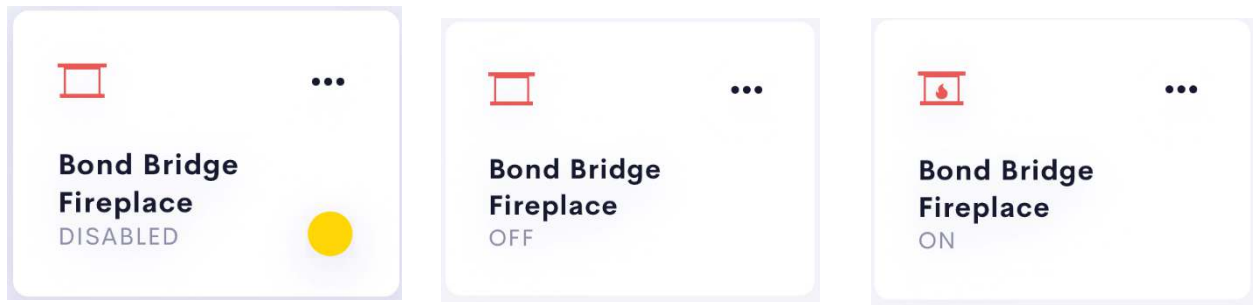 Bond Bridge
Fireplace
DISABLED
Bond Bridge
Fireplace
OFF
Bond Bridge
Fireplace
ON